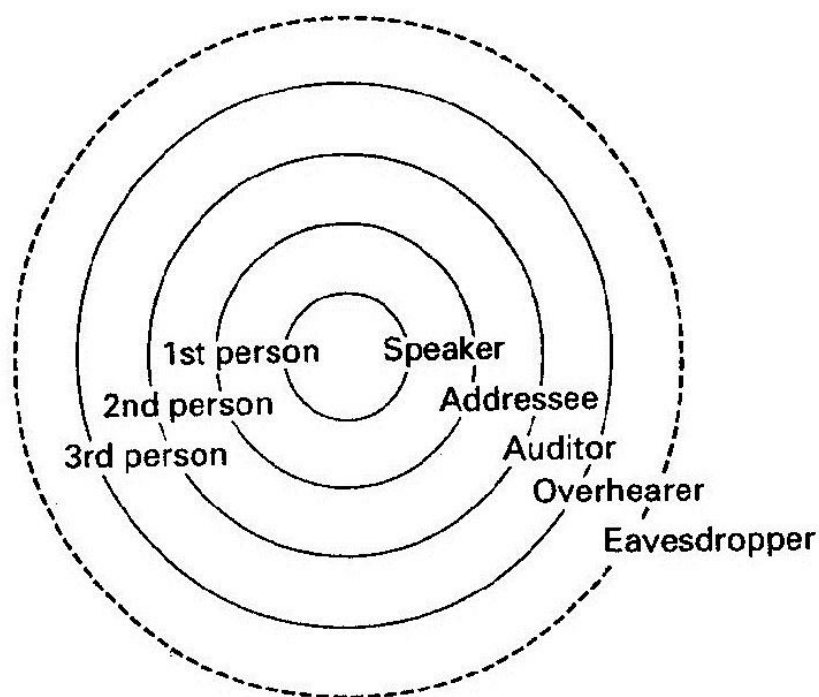 1st person Speaker
2nd person Addressee
3rd person Auditor
Overhearer
Eavesdropper